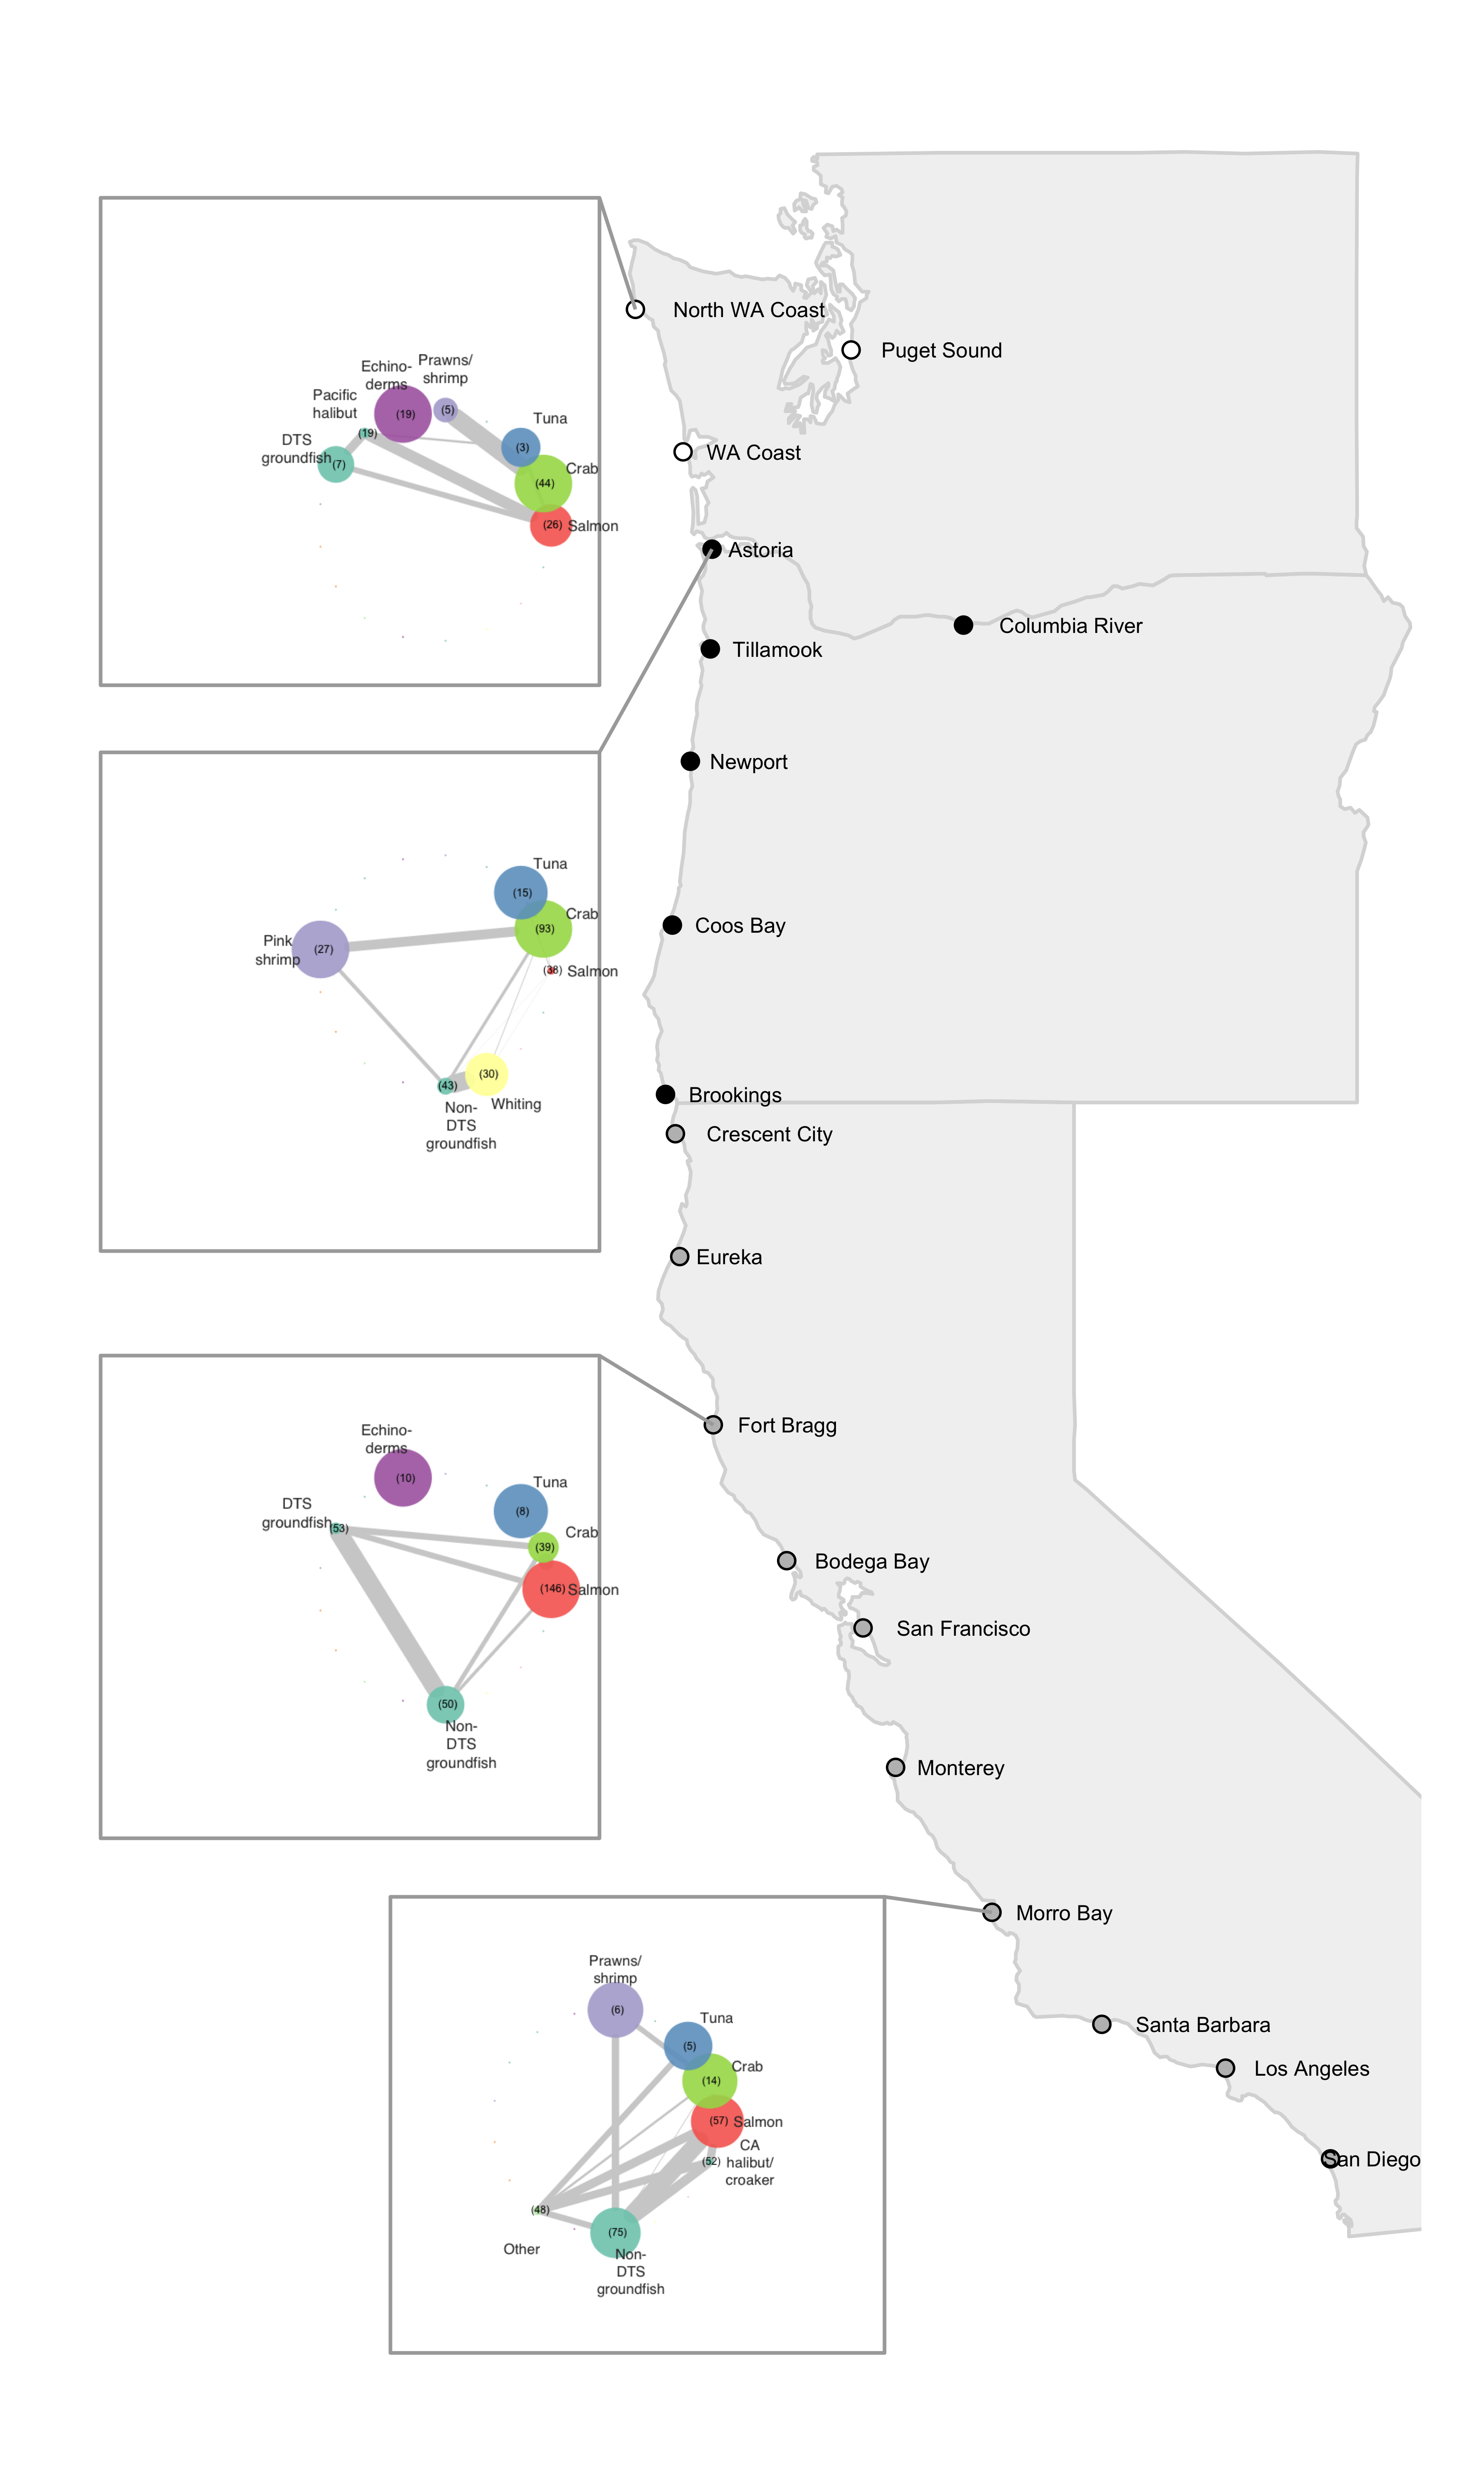 North WA Coast
Puget Sound
WA Coast
Astoria
Columbia River
Tillamook
Newport
Coos Bay
Brookings
Crescent City
Eureka
Fort Bragg
Bodega Bay
San Francisco
Monterey
Morro Bay
Santa Barbara
Los Angeles
San Diego
Echino-
derms
(19)
Prawns/
shrimp
(5)
Pacific
halibut
(19)
DTS
groundfish
(7)
Tuna
(3)
Crab
(44)
Salmon
(26)
Tuna
(15)
Crab
(93)
Pink
shrimp
(27)
Salmon
(38)
(43)
Non-
DTS
groundfish
(30)
Whiting
Echino-
derms
(10)
Tuna
(8)
DTS
groundfish
(53)
Crab
(39)
Salmon
(146)
(50)
Non-
DTS
groundfish
Prawns/
shrimp
(6)
Tuna
(5)
Crab
(14)
Salmon
(57)
CA
halibut/
croaker
(52)
(48)
Other
(75)
Non-
DTS
groundfish